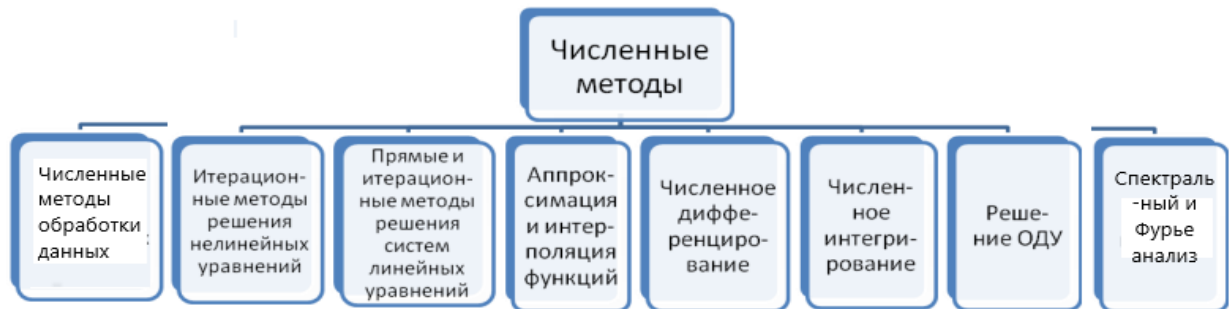 Численные
методы
Численные
методы
обработки
данных
Итерацион-
ные методы
решения
нелинейных
уравнений
Прямые и
итерацион-
ные методы
решения
систем
линейных
уравнений
Аппрок-
симация
и интер-
поляция
функций
Численное
диффе-
ренциро-
вание
Числен-
ное
интегри-
рование
Реше-
ние ОДУ
Спектраль
-ный и
Фурье
анализ